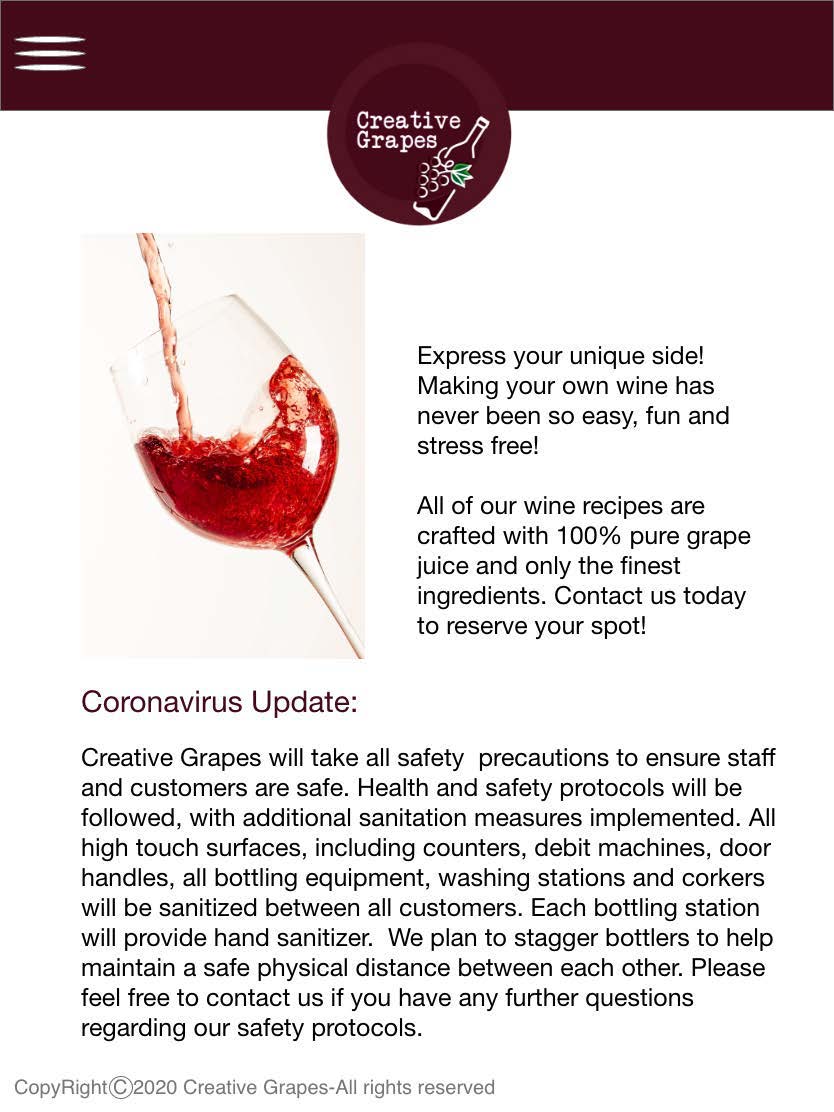 Creative
Grapes
Express your unique side!
Making your own wine has
never been so easy, fun and
stress free!
All of our wine recipes are
crafted with 100% pure grape
juice and only the finest
ingredients. Contact us today
to reserve your spot!
Coronavirus Update:
Creative Grapes will take all safety  precautions to ensure staff
and customers are safe. Health and safety protocols will be
followed, with additional sanitation measures implemented. All
high touch surfaces, including counters, debit machines, door
handles, all bottling equipment, washing stations and corkers
will be sanitized between all customers. Each bottling station
will provide hand sanitizer.  We plan to stagger bottlers to help
maintain a safe physical distance between each other. Please
feel free to contact us if you have any further questions
regarding our safety protocols.
CopyRightⒸ2020 Creative Grapes-All rights reserved